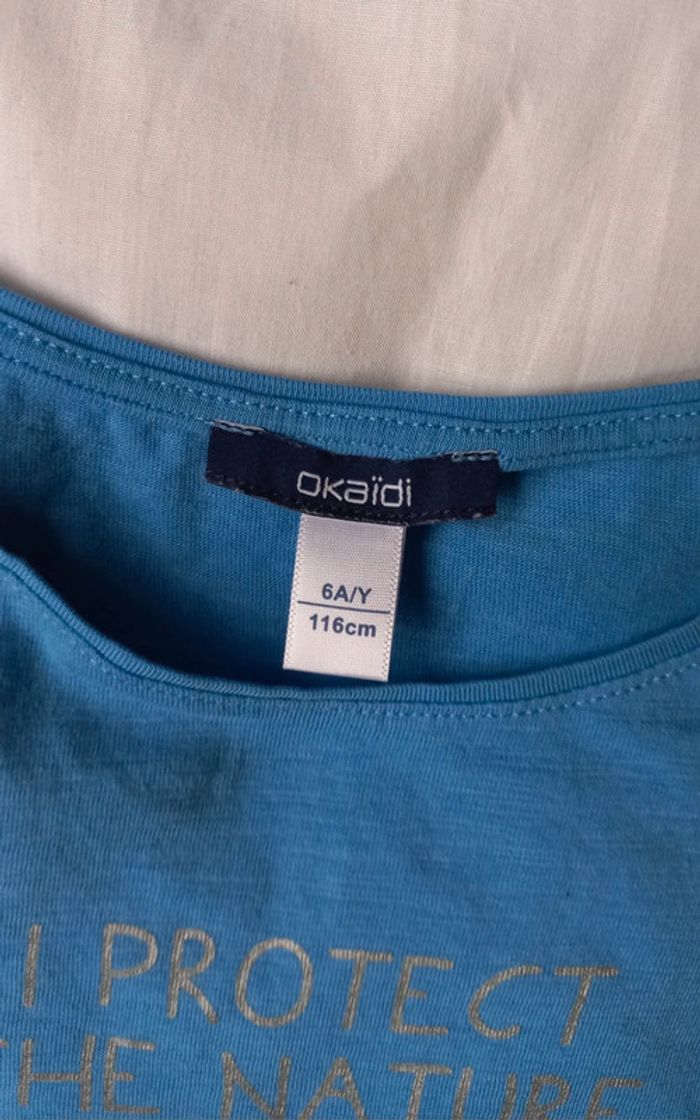 okaïdi
6A/Y
116cm
I PROTECT
THE NATURE